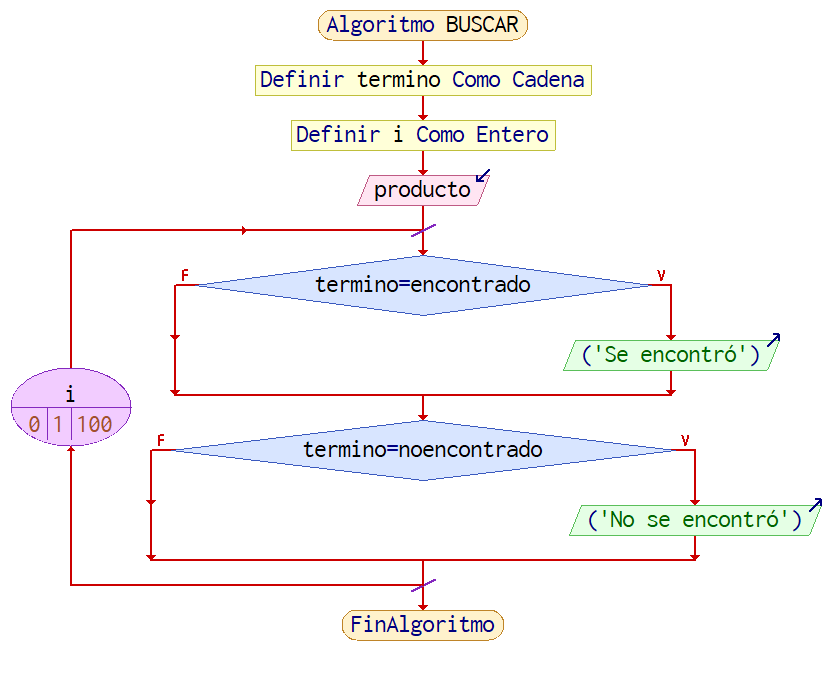 Algoritmo BUSCAR
Definir termino Como Cadena
Definir i Como Entero
producto
F
V
termino=encontrado
('Se encontró')
i
0 1 100
F
V
termino=noencontrado
('No se encontró')
FinAlgoritmo